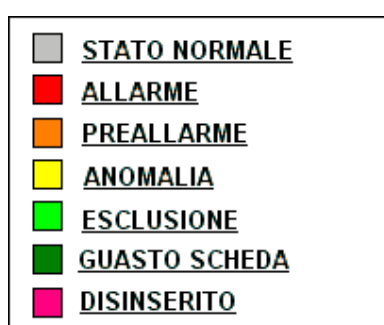 STATO NORMALE
ALLARME
PREALLARME
ANOMALIA
ESCLUSIONE
GUASTO SCHEDA
DISINSERITO